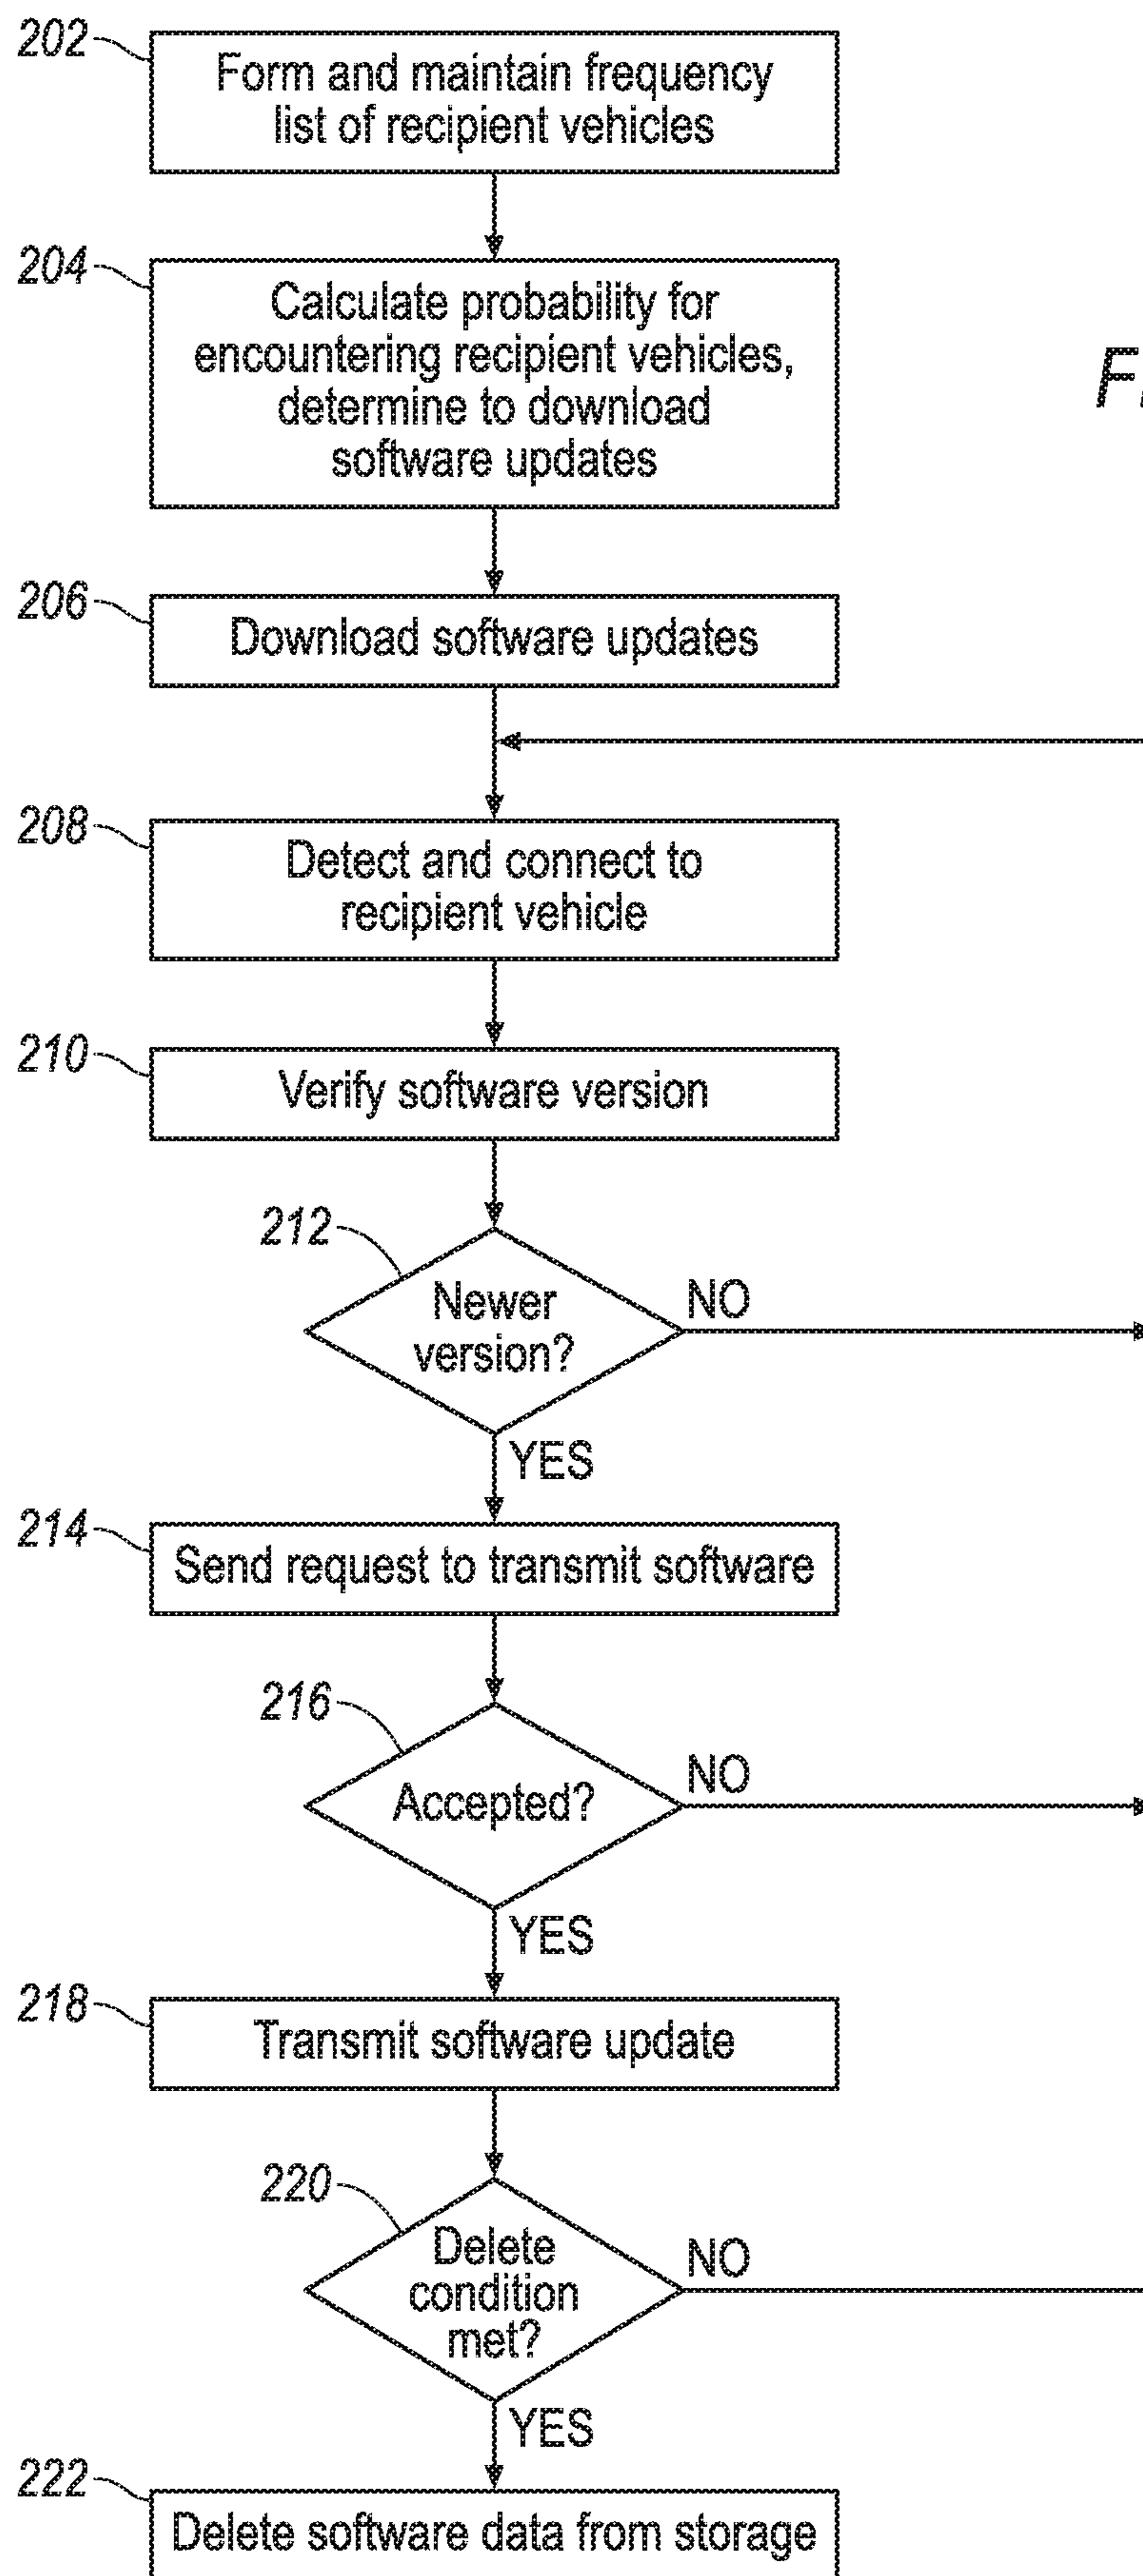 202
Form and maintain frequency
list of recipient vehicles
204
Calculate probability for
encountering recipient vehicles,
determine to download
software updates
206
Download software updates
208
Detect and connect to
recipient vehicle
210
Verify software version
212
Newer
version?
NO
YES
214
Send request to transmit software
216
Accepted?
NO
YES
218
Transmit software update
220
Delete
condition
met?
NO
YES
222
Delete software data from storage